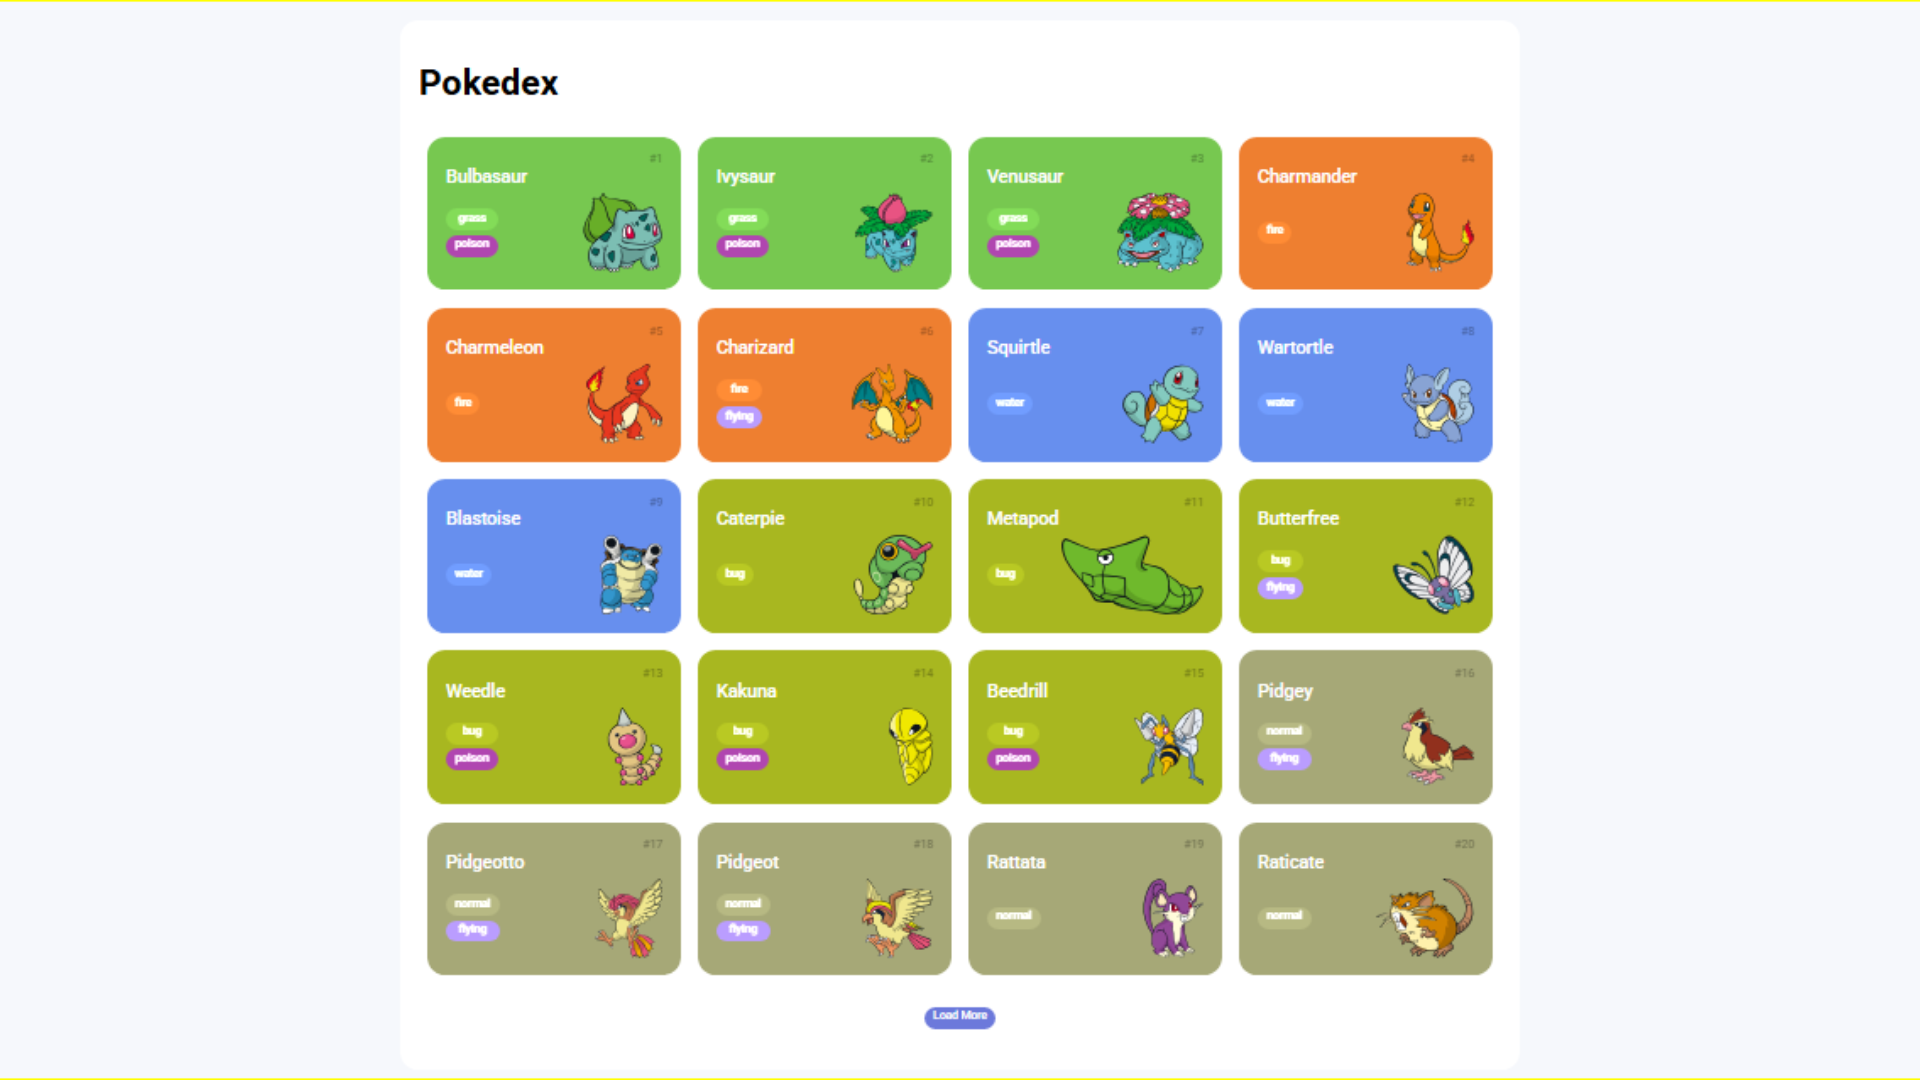 Pokedex
#1
Bulbasaur
grass
poison
#2
Ivysaur
grass
poison
#3
Venusaur
grass
poison
#4
Charmander
fire
#5
Charmeleon
fire
#6
Charizard
fire
flying
#7
Squirtle
water
#8
Wartortle
water
#9
Blastoise
water
#10
Caterpie
bug
#11
Metapod
bug
#12
Butterfree
bug
flying
#13
Weedle
bug
poison
#14
Kakuna
bug
poison
#15
Beedrill
bug
poison
#16
Pidgey
normal
flying
#17
Pidgeotto
normal
flying
#18
Pidgeot
normal
flying
#19
Rattata
normal
#20
Raticate
normal
Load More